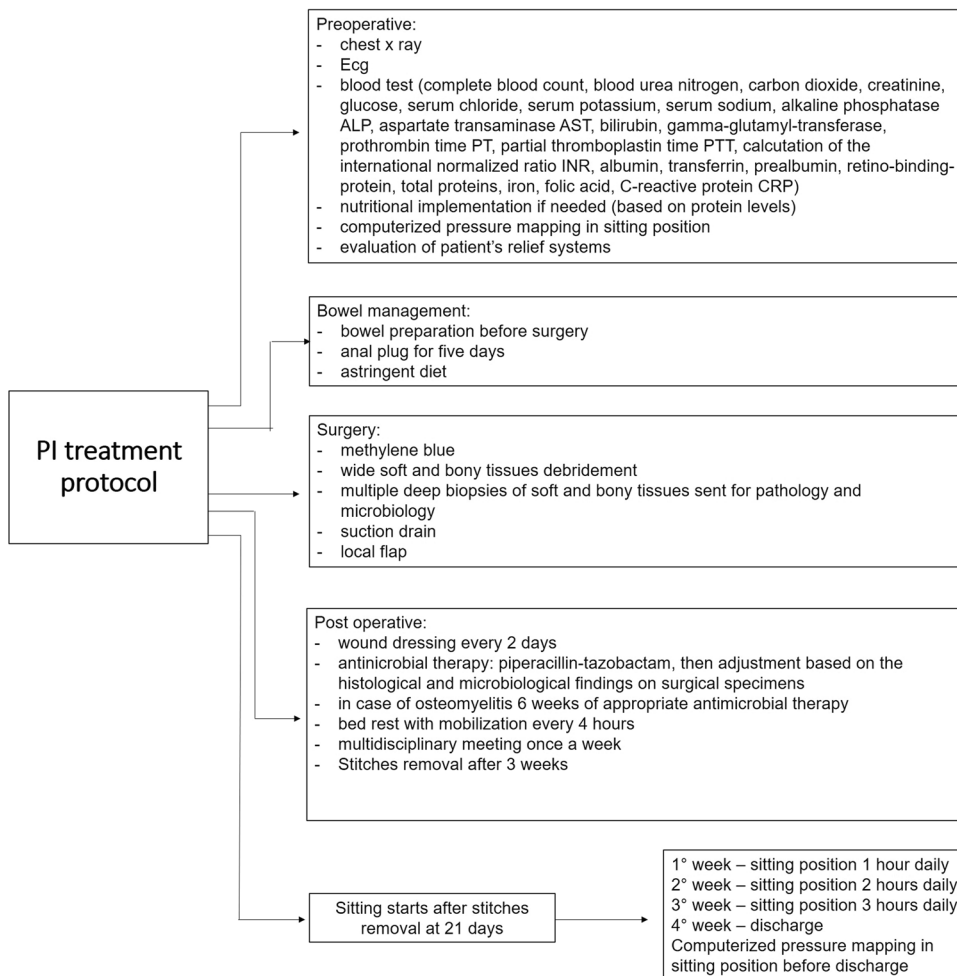 Preoperative:
- chest x ray
- Ecg
- blood test (complete blood count, blood urea nitrogen, carbon dioxide, creatinine,
glucose, serum chloride, serum potassium, serum sodium, alkaline phosphatase
ALP, aspartate transaminase AST, bilirubin, gamma-glutamyl-transferase,
prothrombin time PT, partial thromboplastin time PTT, calcutation of the
international normalized ratio INR, albumin, transferrin, prealbumin, retino-binding-
protein, total proteins, iron, folic acid, C-reactive protein CRP)
- nutritional implementation if needed (based on protein levels)
- computerized pressure mapping in sitting position
- evaluation of patient's relief systems
Bowel management:
- bowel preparation before surgery
- anal plug for five days
- astringent diet
PI treatment
protocol
Surgery:
- methylene blue
- wide soft and bony tissues debridement
- multiple deep biopsies of soft and bony tissues sent for pathology and
microbiology
- suction drain
- local flap
Post operative:
- wound dressing every 2 days
- antinicrobial therapy: piperacillin-tazobactam, then adjustment based on the
histological and microbiological findings on surgical specimens
- in case of osteomyelitis 6 weeks of appropriate antimicrobial therapy
- bed rest with mobilization every 4 hours
- multidisciplinary meeting once a week
- Stitches removal after 3 weeks
Sitting starts after stitches
removal at 21 days
1° week – sitting position 1 hour daily
2° week – sitting position 2 hours daily
3° week – sitting position 3 hours daily
4° week – discharge
Computerized pressure mapping in
sitting position before discharge